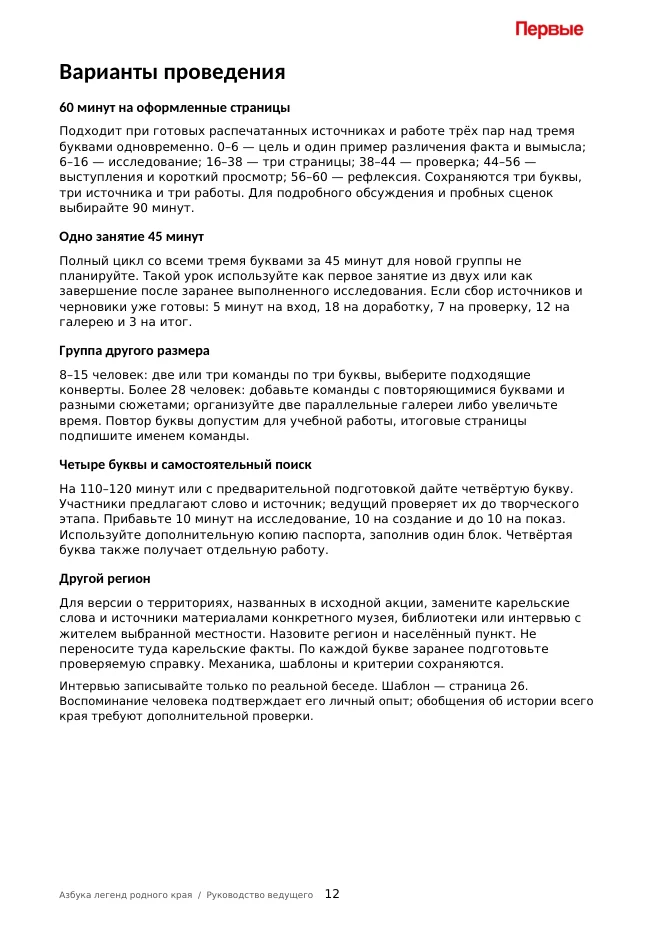 Первые
Варианты проведения
60 минут на оформленные страницы
Подходит при готовых распечатанных источниках и работе трёх пар над тремя
буквами одновременно. 0–6 — цель и один пример различения факта и вымысла;
6–16 — исследование; 16–38 — три страницы; 38–44 — проверка; 44–56 —
выступления и короткий просмотр; 56–60 — рефлексия. Сохраняются три буквы,
три источника и три работы. Для подробного обсуждения и пробных сценок
выбирайте 90 минут.
Одно занятие 45 минут
Полный цикл со всеми тремя буквами за 45 минут для новой группы не
планируйте. Такой урок используйте как первое занятие из двух или как
завершение после заранее выполненного исследования. Если сбор источников и
черновики уже готовы: 5 минут на вход, 18 на доработку, 7 на проверку, 12 на
галерею и 3 на итог.
Группа другого размера
8–15 человек: две или три команды по три буквы, выберите подходящие
конверты. Более 28 человек: добавьте команды с повторяющимися буквами и
разными сюжетами; организуйте две параллельные галереи либо увеличьте
время. Повтор буквы допустим для учебной работы, итоговые страницы
подпишите именем команды.
Четыре буквы и самостоятельный поиск
На 110–120 минут или с предварительной подготовкой дайте четвёртую букву.
Участники предлагают слово и источник; ведущий проверяет их до творческого
этапа. Прибавьте 10 минут на исследование, 10 на создание и до 10 на показ.
Используйте дополнительную копию паспорта, заполнив один блок. Четвёртая
буква также получает отдельную работу.
Другой регион
Для версии о территориях, названных в исходной акции, замените карельские
слова и источники материалами конкретного музея, библиотеки или интервью с
жителем выбранной местности. Назовите регион и населённый пункт. Не
переносите туда карельские факты. По каждой букве заранее подготовьте
проверяемую справку. Механика, шаблоны и критерии сохраняются.
Интервью записывайте только по реальной беседе. Шаблон — страница 26.
Воспоминание человека подтверждает его личный опыт; обобщения об истории всего
края требуют дополнительной проверки.
Азбука легенд родного края / Руководство ведущего 12